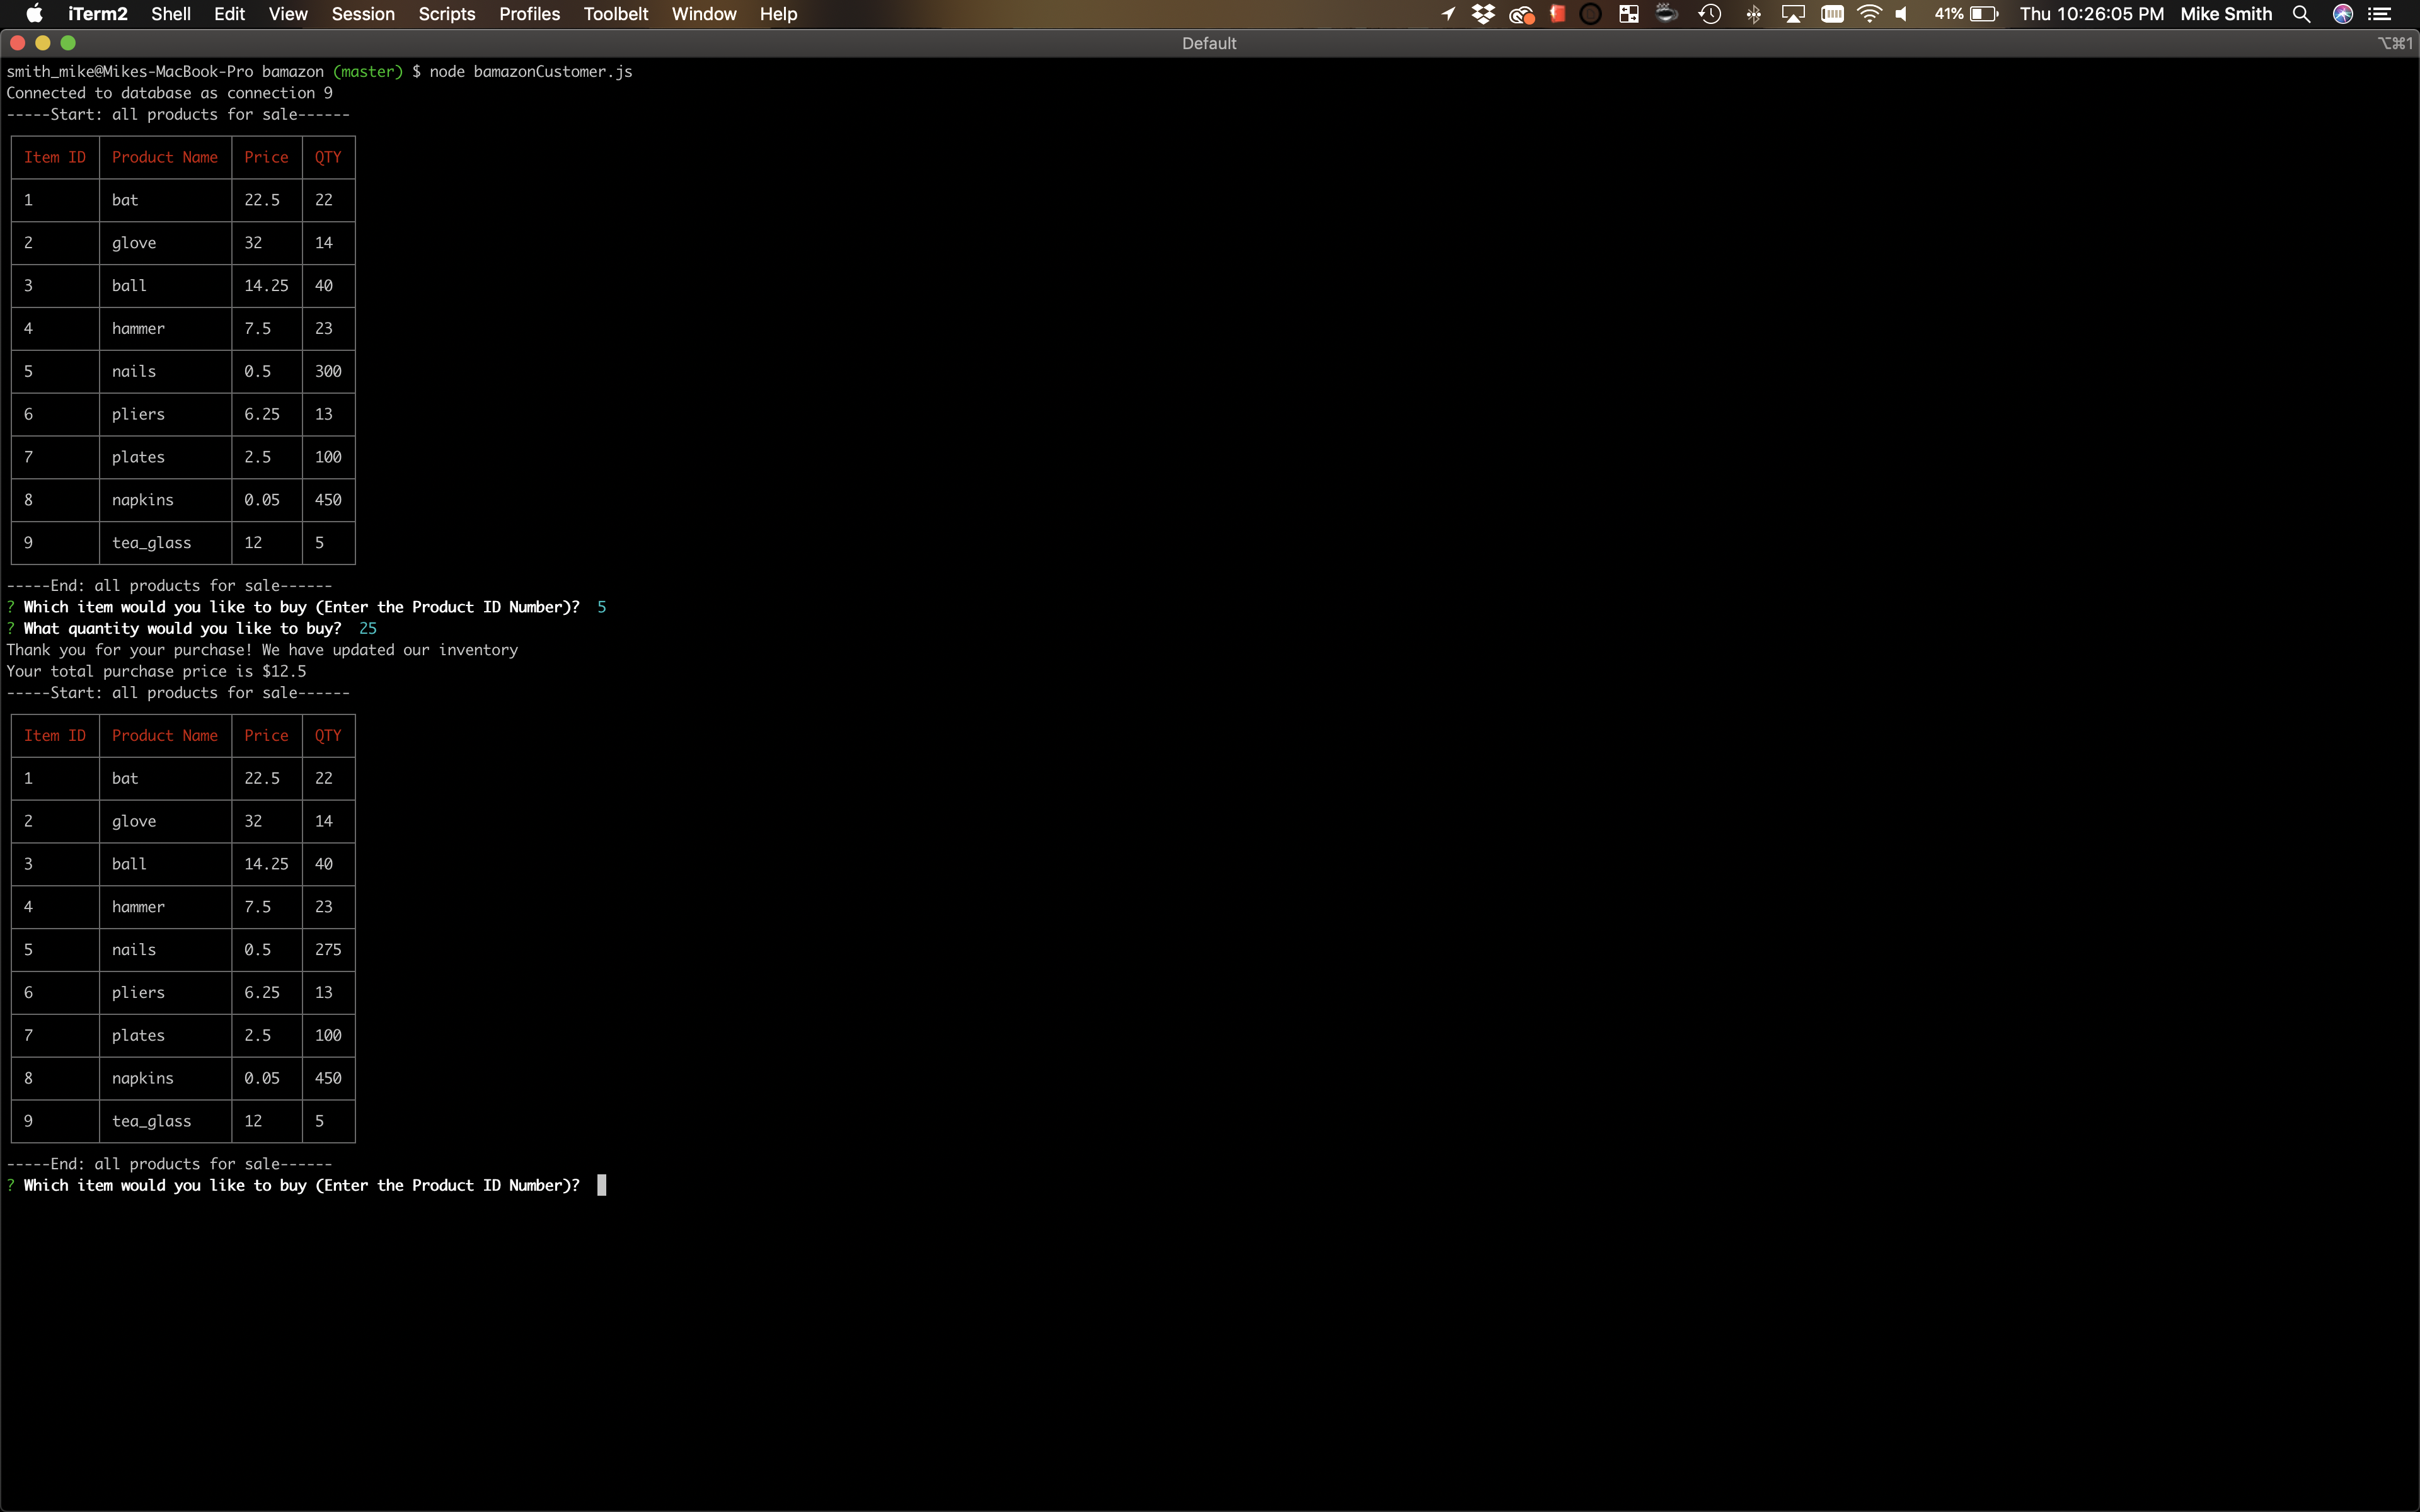 iTerm2 Shell Edit View Session Scripts Profiles Toolbelt Window Help 41% Thu 10:26:05 PM Mike Smith
Default ⌥⌘1
smith_mike@Mikes-MacBook-Pro bamazon (master) $ node bamazonCustomer.js
Connected to database as connection 9
-----Start: all products for sale------
Item ID Product Name Price QTY
1 bat 22.5 22
2 glove 32 14
3 ball 14.25 40
4 hammer 7.5 23
5 nails 0.5 300
6 pliers 6.25 13
7 plates 2.5 100
8 napkins 0.05 450
9 tea_glass 12 5
-----End: all products for sale------
? Which item would you like to buy (Enter the Product ID Number)? 5
? What quantity would you like to buy? 25
Thank you for your purchase! We have updated our inventory
Your total purchase price is $12.5
-----Start: all products for sale------
Item ID Product Name Price QTY
1 bat 22.5 22
2 glove 32 14
3 ball 14.25 40
4 hammer 7.5 23
5 nails 0.5 275
6 pliers 6.25 13
7 plates 2.5 100
8 napkins 0.05 450
9 tea_glass 12 5
-----End: all products for sale------
? Which item would you like to buy (Enter the Product ID Number)?